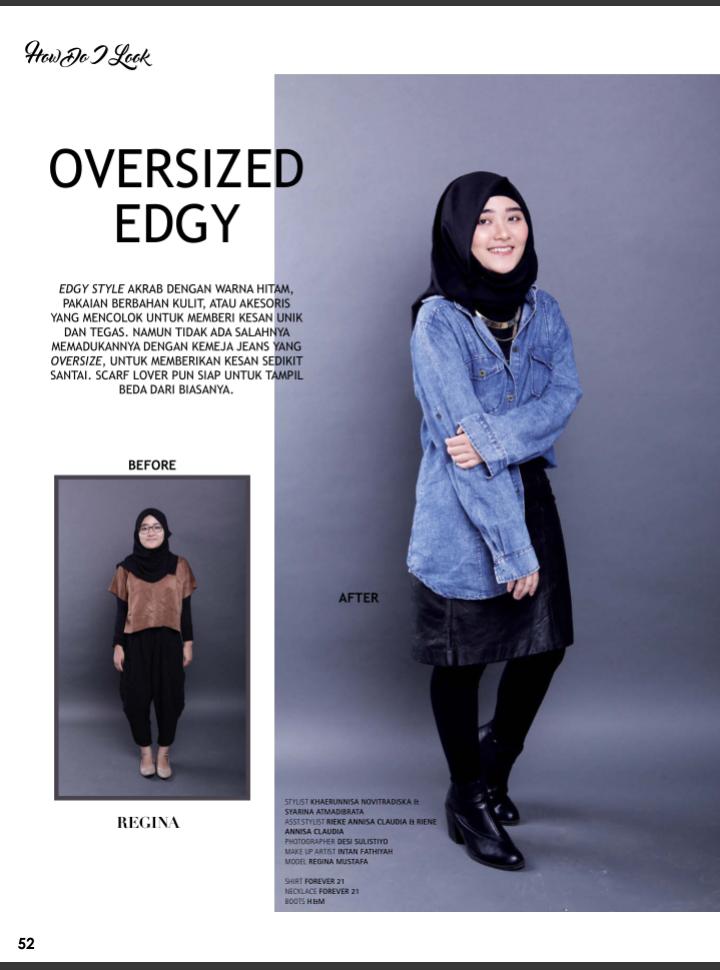 How Do I Look
OVERSIZED
EDGY
EDGY STYLE AKRAB DENGAN WARNA HITAM,
PAKAIAN BERBAHAN KULIT, ATAU AKESORIS
YANG MENCOLOK UNTUK MEMBERI KESAN UNIK
DAN TEGAS. NAMUN TIDAK ADA SALAHNYA
MEMADUKANNYA DENGAN KEMEJA JEANS YANG
OVERSIZE, UNTUK MEMBERIKAN KESAN SEDIKIT
SANTAI. SCARF LOVER PUN SIAP UNTUK TAMPIL
BEDA DARI BIASANYA.
BEFORE
REGINA
AFTER
STYLIST KHAERUNNISA NOVITRADISKA &
SYARINA ATMADIBRATA
ASST.STYLIST RIEKE ANNISA CLAUDIA & RIENE
ANNISA CLAUDIA
PHOTOGRAPHER DESI SULISTIYO
MAKE UP ARTIST INTAN FATHIYAH
MODEL REGINA MUSTAFA
SHIRT FOREVER 21
NECKLACE FOREVER 21
BOOTS H&M
52